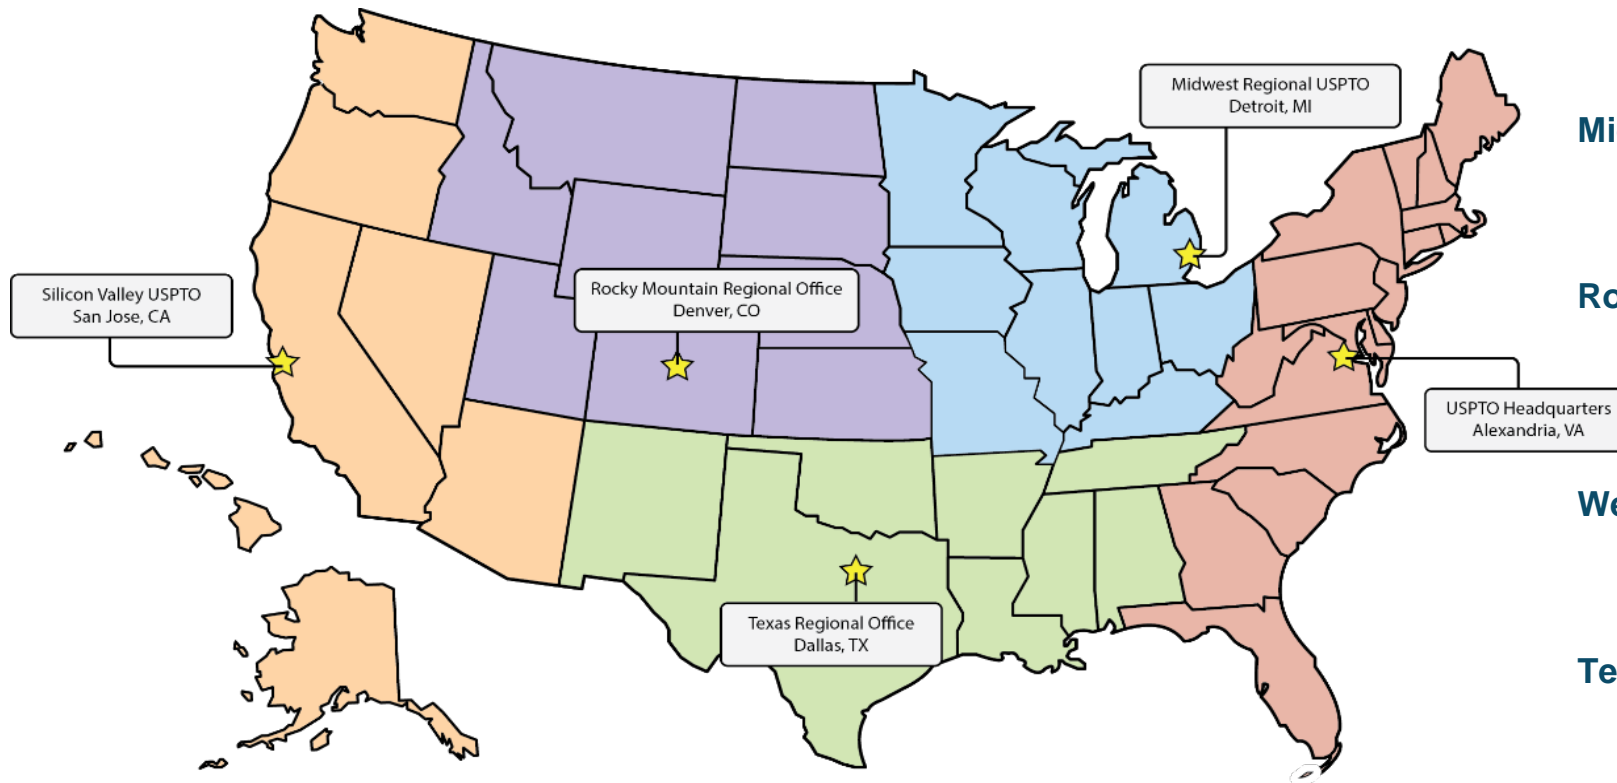 Midwest Regional USPTO
Detroit, MI
Silicon Valley USPTO
San Jose, CA
Rocky Mountain Regional Office
Denver, CO
USPTO Headquarters
Alexandria, VA
Texas Regional Office
Dallas, TX
Mi
Ro
We
Te